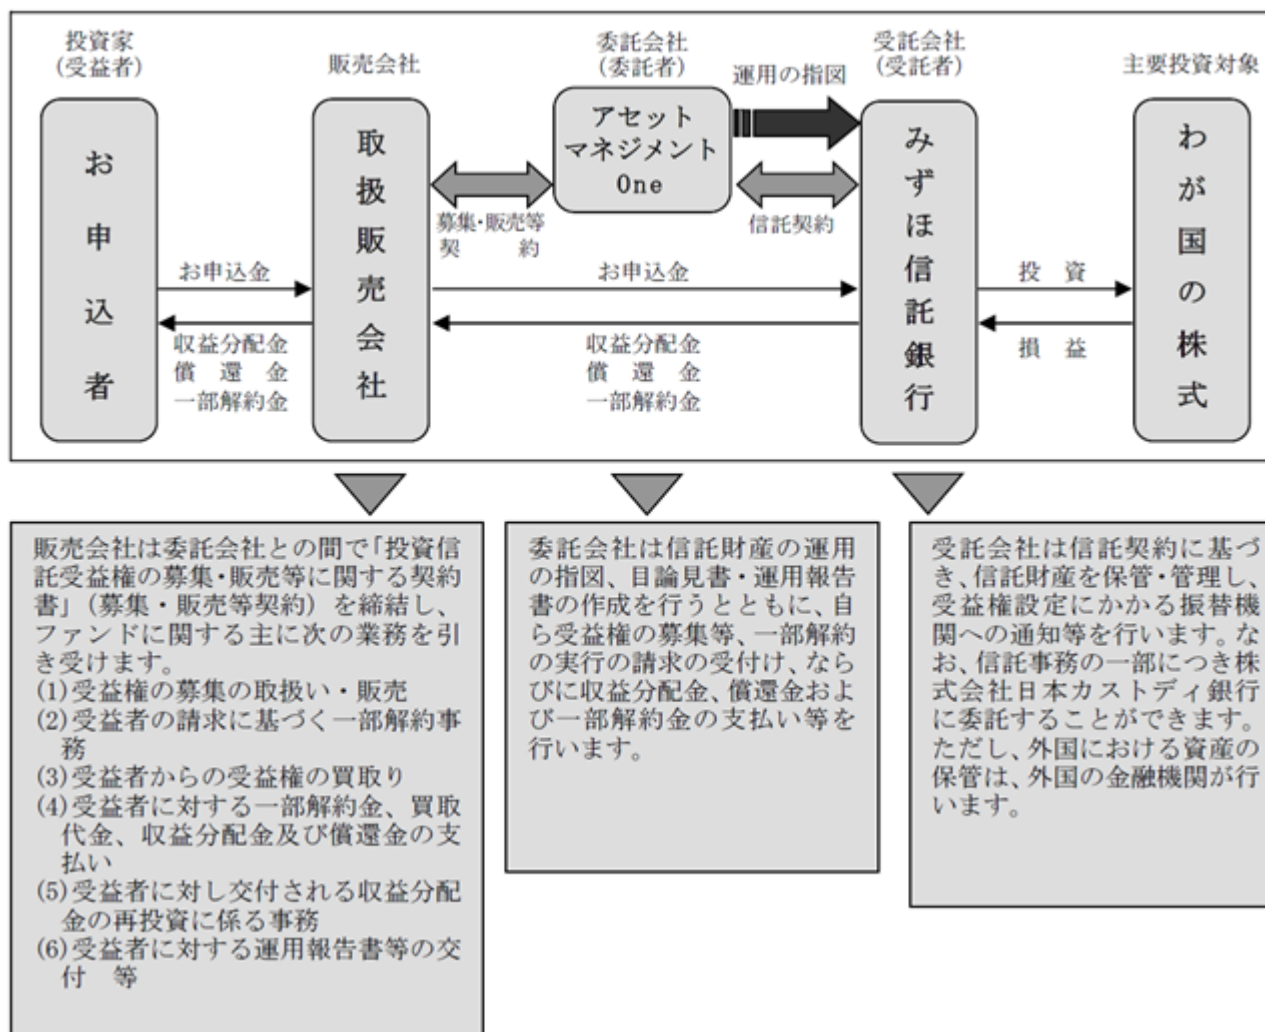 投資家
(受益者)
販売会社
委託会社
(委託者)
受託会社
(受託者)
主要投資対象
運用の指図
お申込者
取扱販売会社
アセット
マネジメント
One
みずほ信託銀行
わが国の株式
募集・販売等
契　　約
信託契約
お申込金
お申込金
投　資
収益分配金
償　還　金
一部解約金
収益分配金
償　還　金
一部解約金
損　益
販売会社は委託会社との間で「投資信
託受益権の募集・販売等に関する契約
書」(募集・販売等契約) を締結し、
ファンドに関する主に次の業務を引
き受けます。
(1)受益権の募集の取扱い・販売
(2)受益者の請求に基づく一部解約事
務
(3)受益者からの受益権の買取り
(4)受益者に対する一部解約金、買取
代金、収益分配金及び償還金の支
払い
(5)受益者に対し交付される収益分配
金の再投資に係る事務
(6)受益者に対する運用報告書等の交
付　等
委託会社は信託財産の運用
の指図、目論見書・運用報告
書の作成を行うとともに、自
ら受益権の募集等、一部解約
の実行の請求の受付け、なら
びに収益分配金、償還金およ
び一部解約金の支払い等を
行います。
受託会社は信託契約に基づ
き、信託財産を保管・管理し、
受益権設定にかかる振替機
関への通知等を行います。な
お、信託事務の一部につき株
式会社日本カストディ銀行
に委託することができます。
ただし、外国における資産の
保管は、外国の金融機関が行
います。